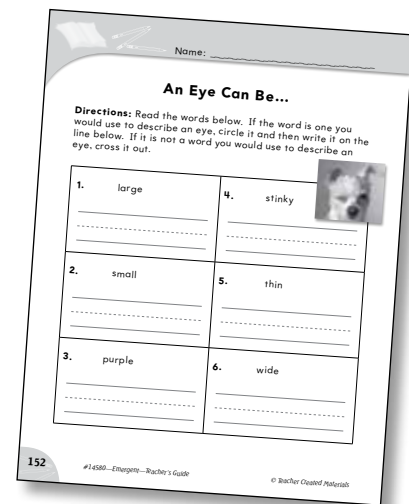 Name:
An Eye Can Be...
Directions: Read the words below. If the word is one you
would use to describe an eye, circle it and then write it on the
line below. If it is not a word you would use to describe an
eye, cross it out.
1. large
2. small
3. purple
4. stinky
5. thin
6. wide
152
#14580—Emergent—Teacher's Guide
© Teacher Created Materials